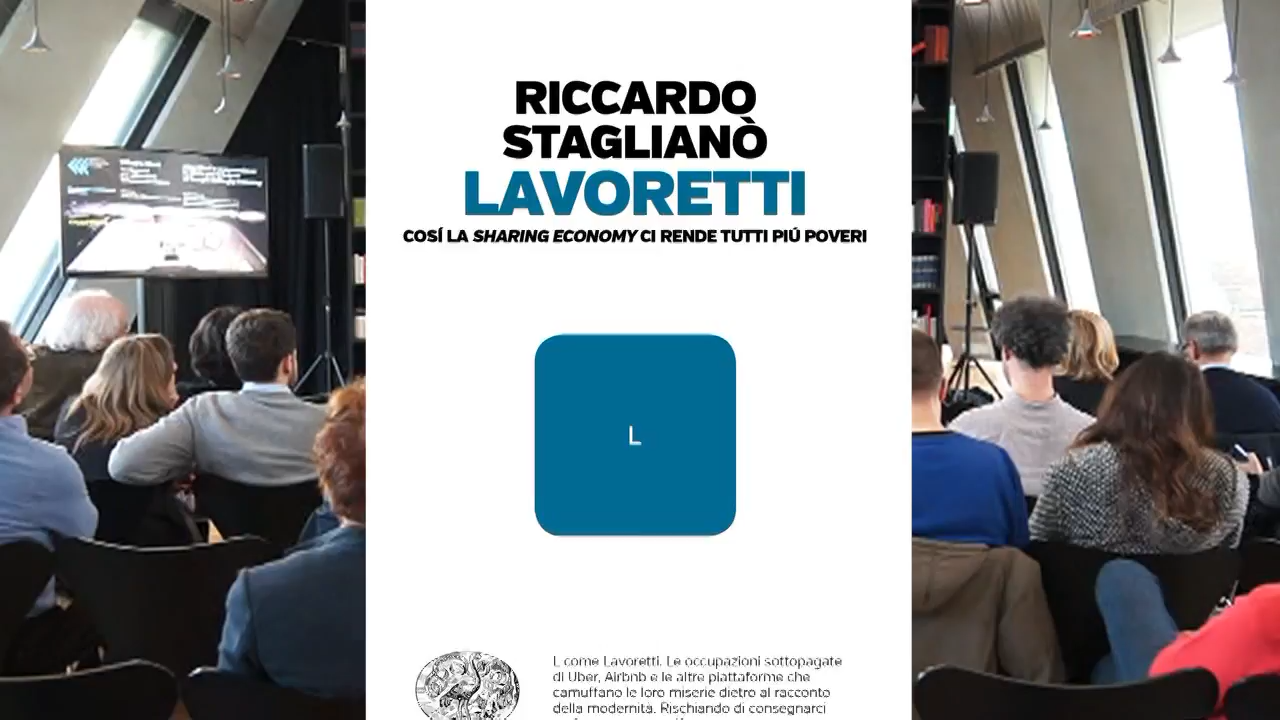 RICCARDO
STAGLIANÒ
LAVORETTI
COSÍ LA SHARING ECONOMY CI RENDE TUTTI PIÚ POVERI
L
L come Lavoretti. Le occupazioni sottopagate
di Uber, Airbnb e le altre piattaforme che
camuffano le loro miserie dietro al racconto
della modernità. Rischiando di consegnarci